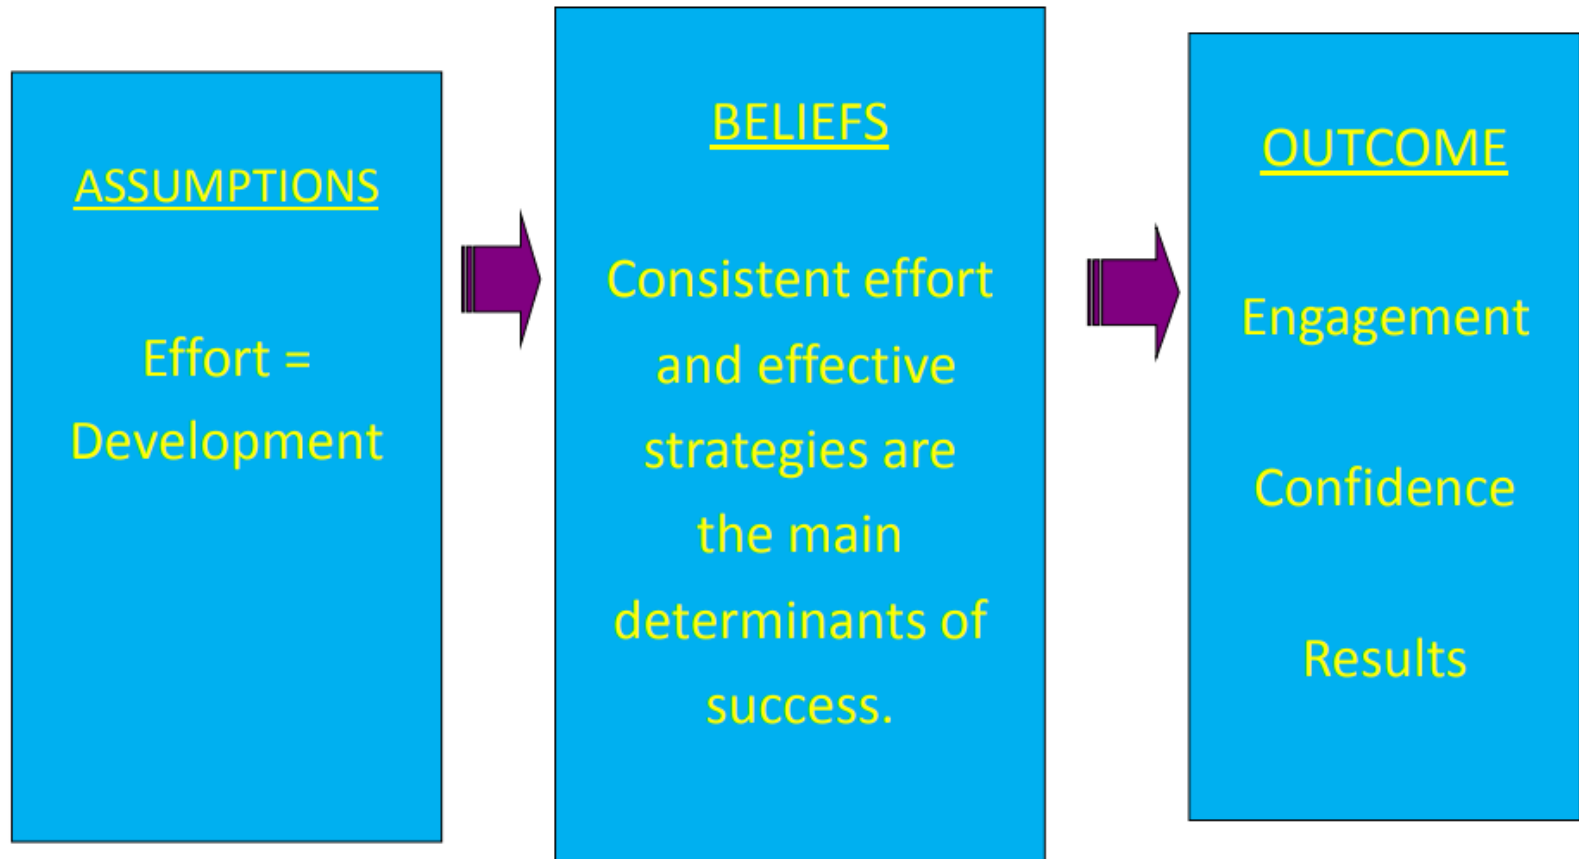 ASSUMPTIONS
Effort =
Development
BELIEFS
Consistent effort
and effective
strategies are
the main
determinants of
success.
OUTCOME
Engagement
Confidence
Results